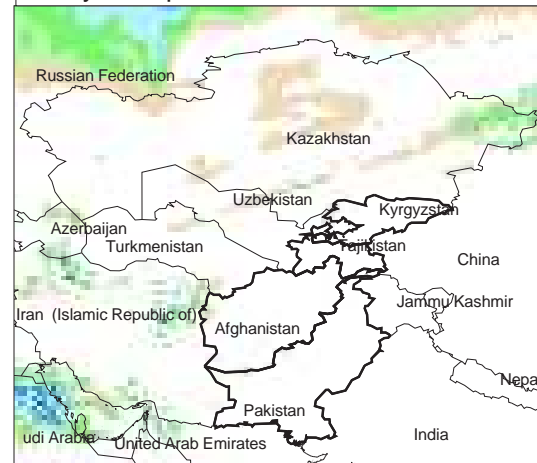 Russian Federation
Kazakhstan
Uzbekistan
Kyrgyzstan
Azerbaijan
Turkmenistan
Tajikistan
China
Jammu Kashmir
Iran (Islamic Republic of)
Afghanistan
Nepa
Pakistan
India
udi Arabia
United Arab Emirates